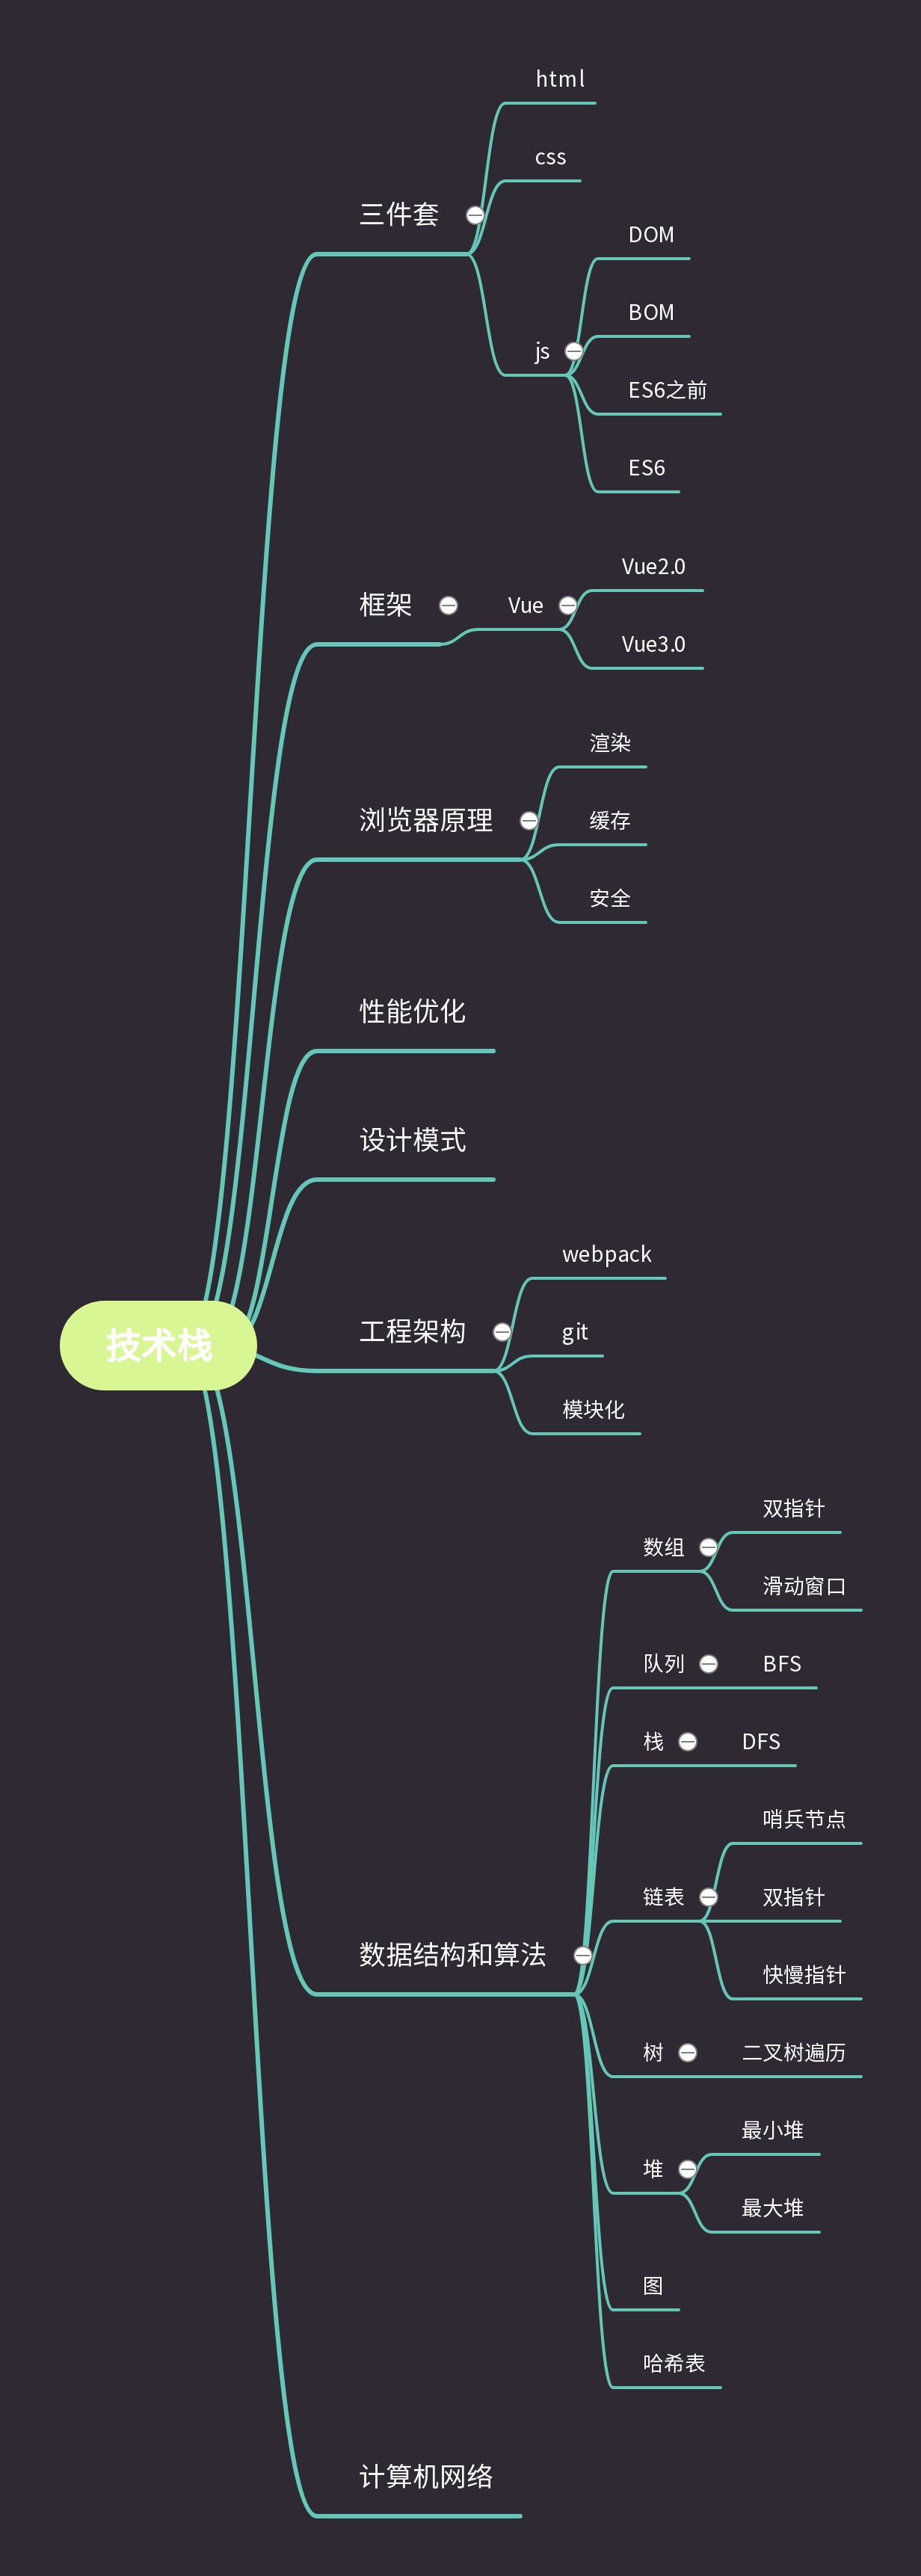 html
css
三件套
DOM
BOM
js
ES6之前
ES6
Vue2.0
框架
Vue
Vue3.0
渲染
浏览器原理
缓存
安全
性能优化
设计模式
webpack
技术栈
工程架构
git
模块化
双指针
数组
滑动窗口
队列
BFS
栈
DFS
哨兵节点
链表
双指针
数据结构和算法
快慢指针
树
二叉树遍历
最小堆
堆
最大堆
图
哈希表
计算机网络